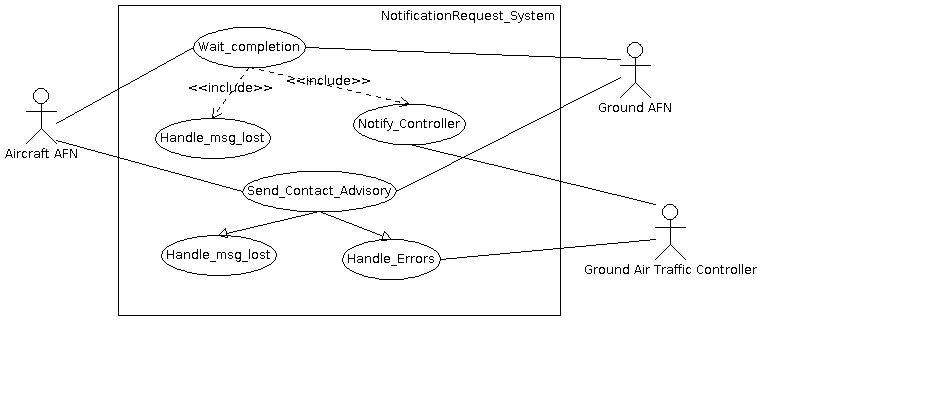 NotificationRequest_System
Wait_completion
<<include>>
<<include>>
Ground AFN
Handle_msg_lost
Notify_Controller
Aircraft AFN
Send_Contact_Advisory
Handle_msg_lost
Handle_Errors
Ground Air Traffic Controller